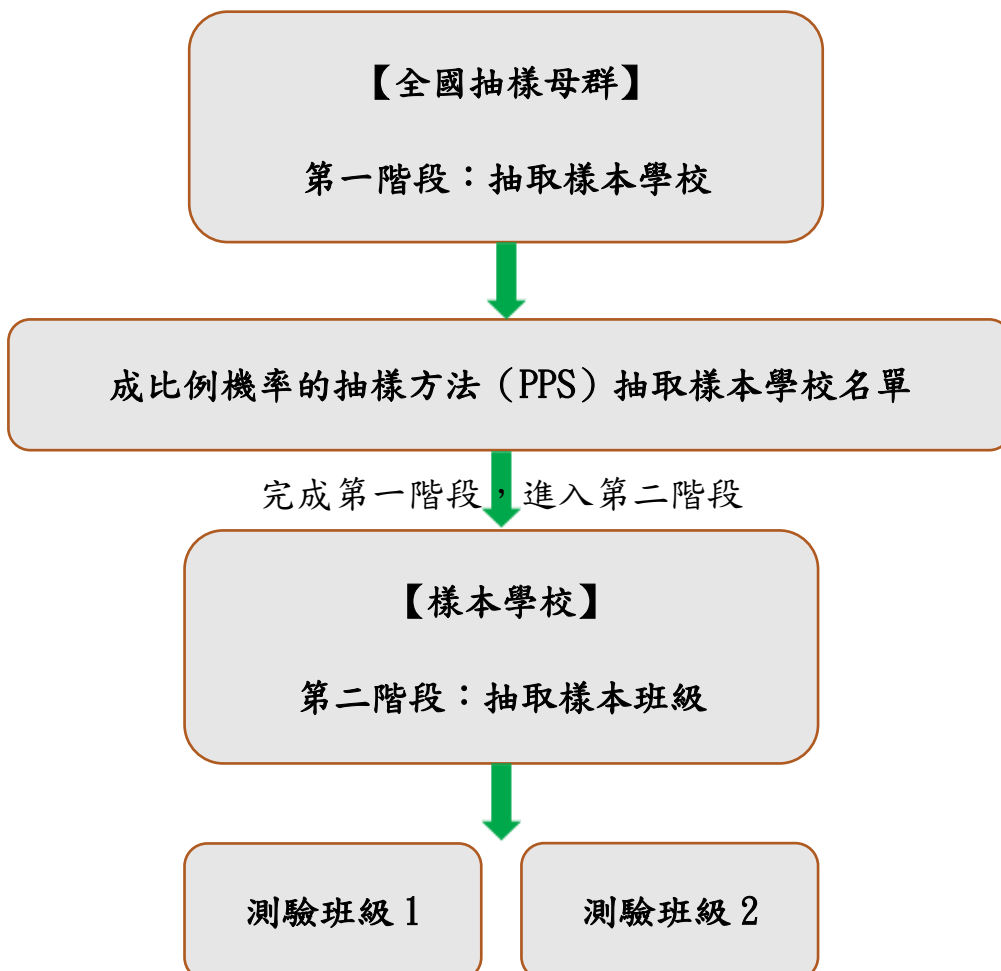 【全國抽樣母群】
第一階段：抽取樣本學校
成比例機率的抽樣方法（PPS）抽取樣本學校名單
完成第一階段，進入第二階段
【樣本學校】
第二階段：抽取樣本班級
測驗班級 1
測驗班級 2